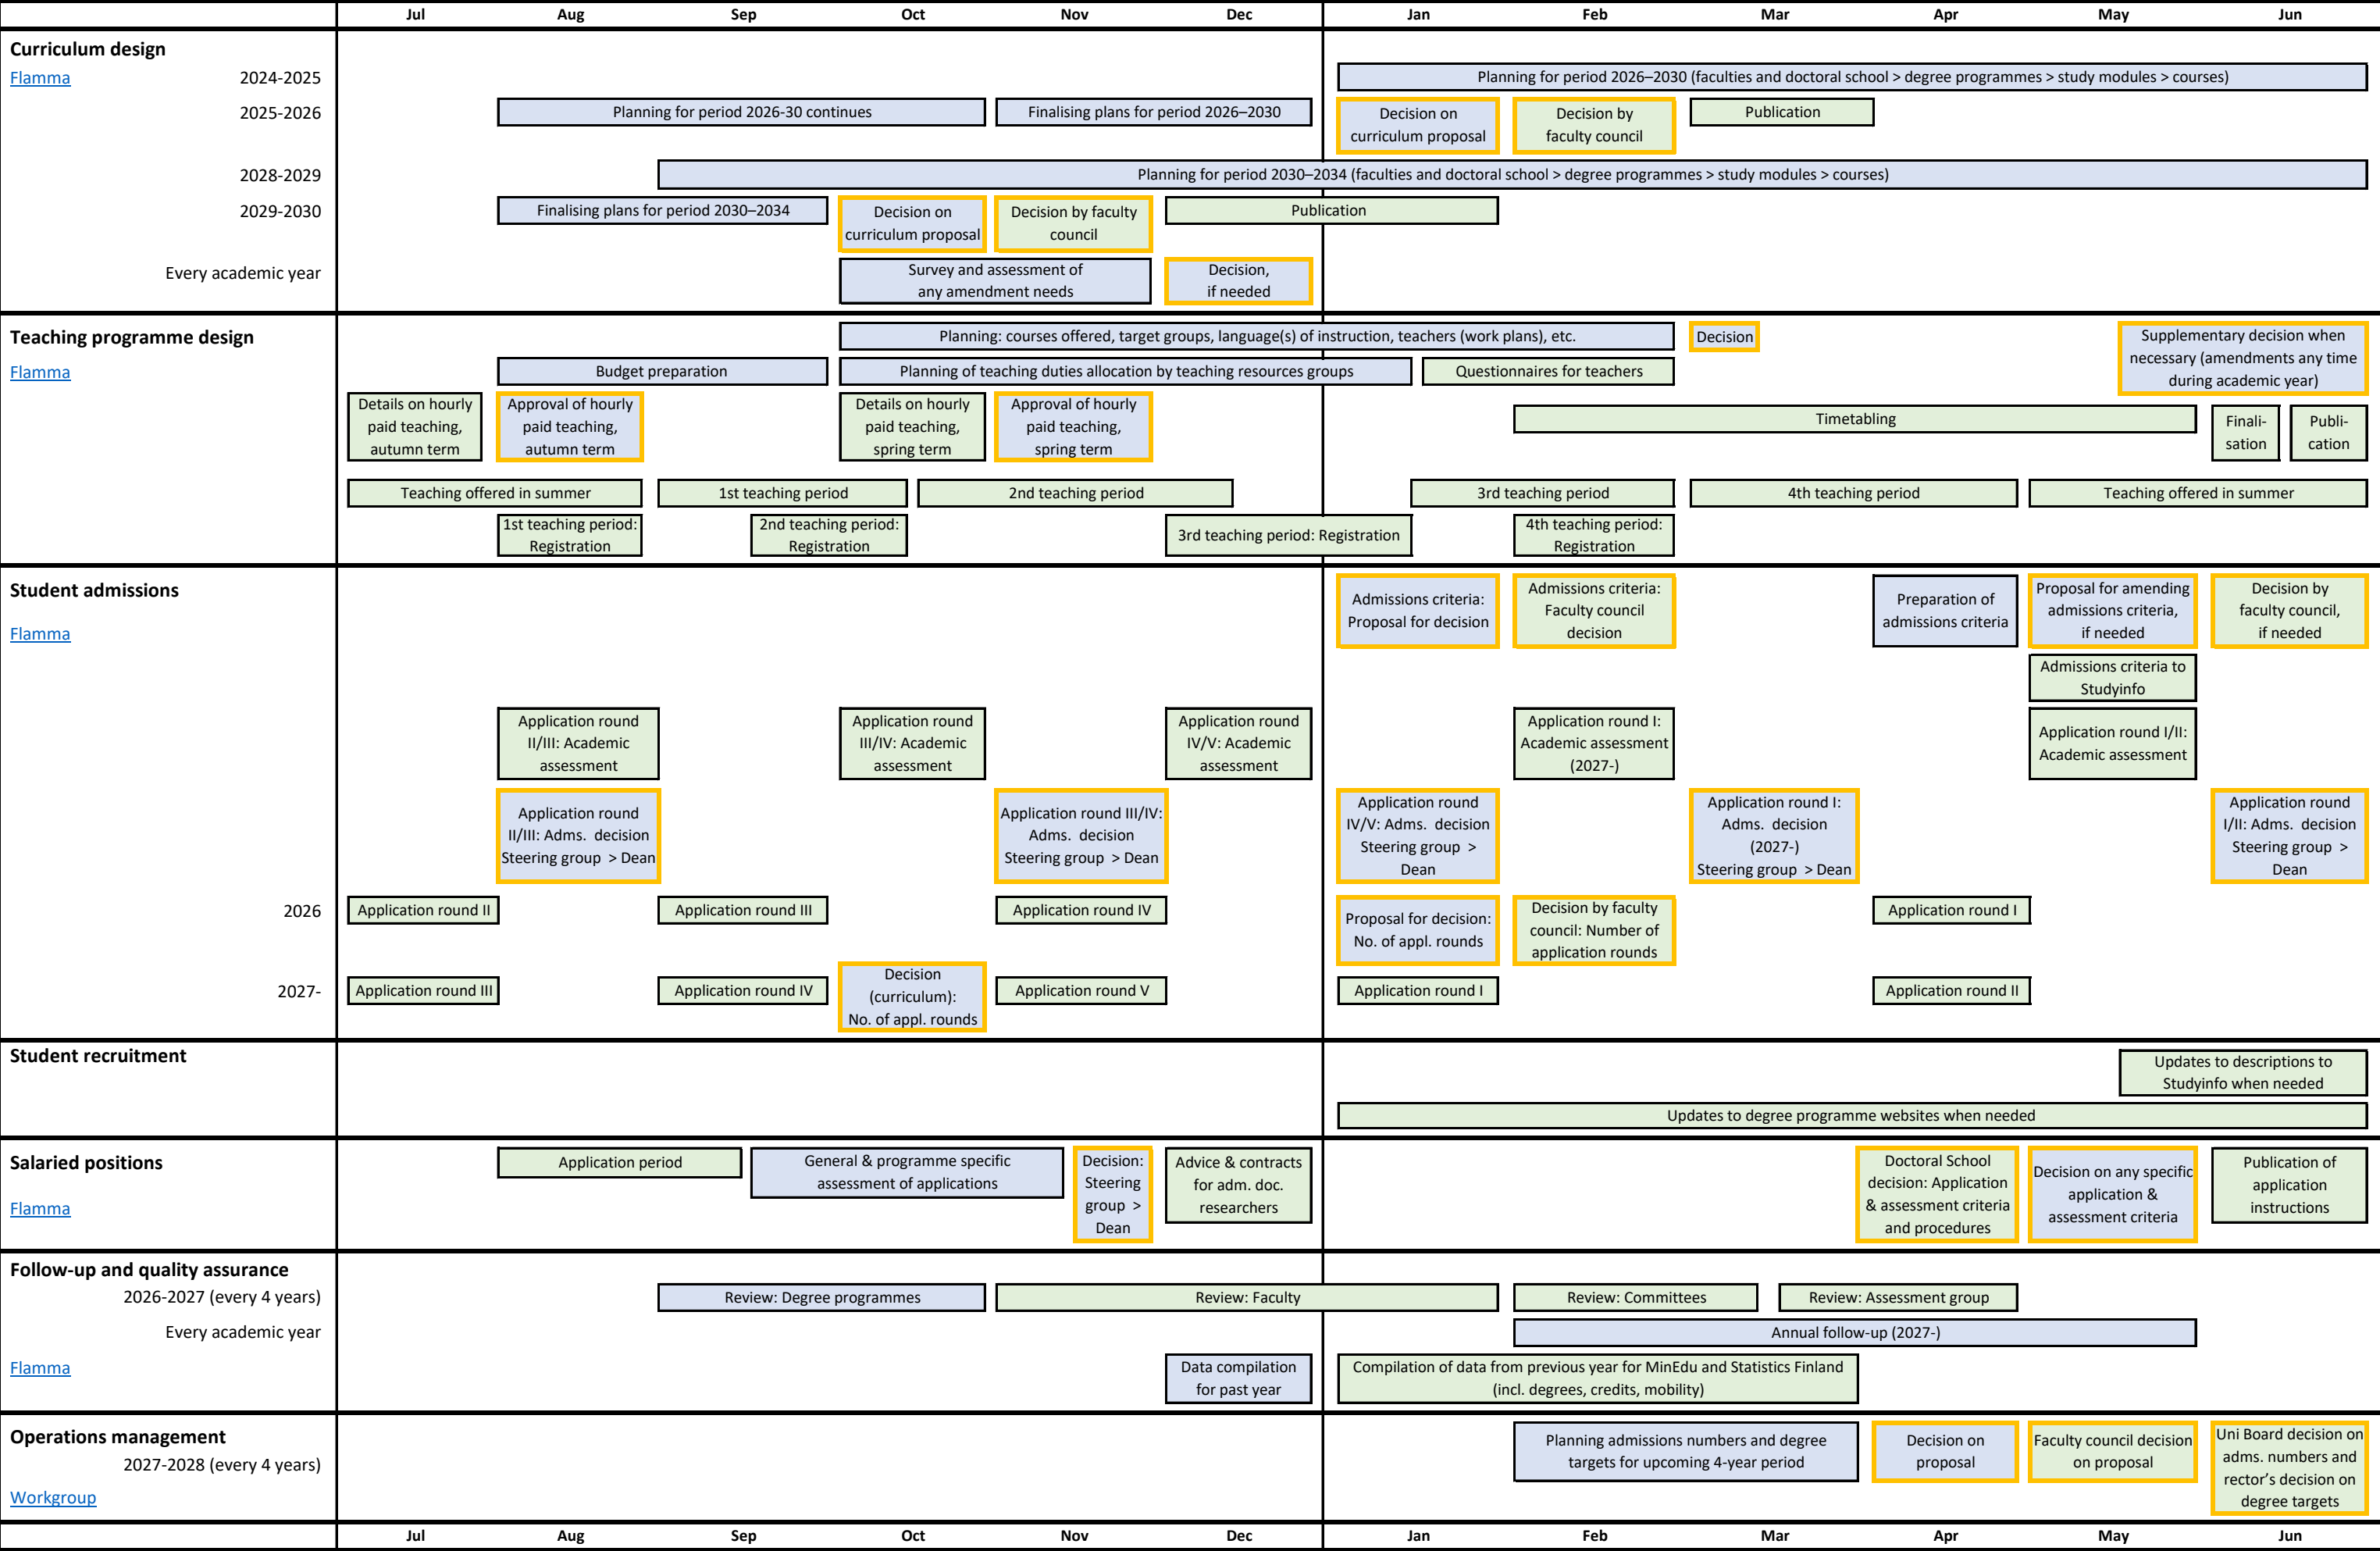 Jul Aug Sep Oct Nov Dec Jan Feb Mar Apr May Jun
Curriculum design
Flamma
2024-2025
Planning for period 2026–2030 (faculties and doctoral school > degree programmes > study modules > courses)
2025-2026
Planning for period 2026-30 continues
Finalising plans for period 2026–2030
Decision on
curriculum proposal
Decision by
faculty council
Publication
2028-2029
Planning for period 2030–2034 (faculties and doctoral school > degree programmes > study modules > courses)
2029-2030
Finalising plans for period 2030–2034
Decision on
curriculum proposal
Decision by faculty
council
Publication
Every academic year
Survey and assessment of
any amendment needs
Decision,
if needed
Teaching programme design
Flamma
Planning: courses offered, target groups, language(s) of instruction, teachers (work plans), etc.
Decision
Supplementary decision when
necessary (amendments any time
during academic year)
Budget preparation
Planning of teaching duties allocation by teaching resources groups
Questionnaires for teachers
Details on hourly
paid teaching,
autumn term
Approval of hourly
paid teaching,
autumn term
Details on hourly
paid teaching,
spring term
Approval of hourly
paid teaching,
spring term
Timetabling
Finali-
sation
Publi-
cation
Teaching offered in summer
1st teaching period
2nd teaching period
3rd teaching period
4th teaching period
Teaching offered in summer
1st teaching period:
Registration
2nd teaching period:
Registration
3rd teaching period: Registration
4th teaching period:
Registration
Student admissions
Flamma
Admissions criteria:
Proposal for decision
Admissions criteria:
Faculty council
decision
Preparation of
admissions criteria
Proposal for amending
admissions criteria,
if needed
Decision by
faculty council,
if needed
Admissions criteria to
Studyinfo
Application round
II/III: Academic
assessment
Application round
III/IV: Academic
assessment
Application round
IV/V: Academic
assessment
Application round I:
Academic assessment
(2027-)
Application round I/II:
Academic assessment
Application round
II/III: Adms. decision
Steering group > Dean
Application round III/IV:
Adms. decision
Steering group > Dean
Application round
IV/V: Adms. decision
Steering group >
Dean
Application round I:
Adms. decision
(2027-)
Steering group > Dean
Application round
I/II: Adms. decision
Steering group >
Dean
2026
Application round II
Application round III
Application round IV
Proposal for decision:
No. of appl. rounds
Decision by faculty
council: Number of
application rounds
Application round I
2027-
Application round III
Application round IV
Decision
(curriculum):
No. of appl. rounds
Application round V
Application round I
Application round II
Student recruitment
Updates to descriptions to
Studyinfo when needed
Updates to degree programme websites when needed
Salaried positions
Flamma
Application period
General & programme specific
assessment of applications
Decision:
Steering
group >
Dean
Advice & contracts
for adm. doc.
researchers
Doctoral School
decision: Application
& assessment criteria
and procedures
Decision on any specific
application &
assessment criteria
Publication of
application
instructions
Follow-up and quality assurance
2026-2027 (every 4 years)
Review: Degree programmes
Review: Faculty
Review: Committees
Review: Assessment group
Every academic year
Annual follow-up (2027-)
Flamma
Data compilation
for past year
Compilation of data from previous year for MinEdu and Statistics Finland
(incl. degrees, credits, mobility)
Operations management
2027-2028 (every 4 years)
Workgroup
Planning admissions numbers and degree
targets for upcoming 4-year period
Decision on
proposal
Faculty council decision
on proposal
Uni Board decision on
adms. numbers and
rector’s decision on
degree targets
Jul Aug Sep Oct Nov Dec Jan Feb Mar Apr May Jun